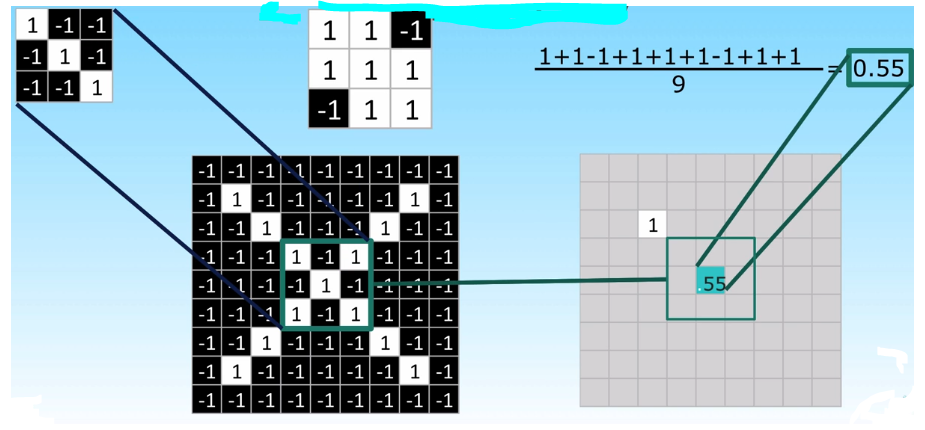 1 -1 -1
-1 1 -1
-1 -1 1
1 1 -1
1 1 1
-1 1 1
1+1-1+1+1+1-1+1+1
9
= 0.55
-1 -1 -1 -1 -1 -1 -1 -1 -1
-1 1 -1 -1 -1 -1 -1 1 -1
-1 -1 1 -1 -1 -1 1 -1 -1
-1 -1 -1 1 -1 1 -1 -1 -1
-1 -1 -1 -1 1 -1 -1 -1 -1
-1 -1 -1 1 -1 1 -1 -1 -1
-1 -1 1 -1 -1 -1 1 -1 -1
-1 1 -1 -1 -1 -1 -1 1 -1
-1 -1 -1 -1 -1 -1 -1 -1 -1
1
.55